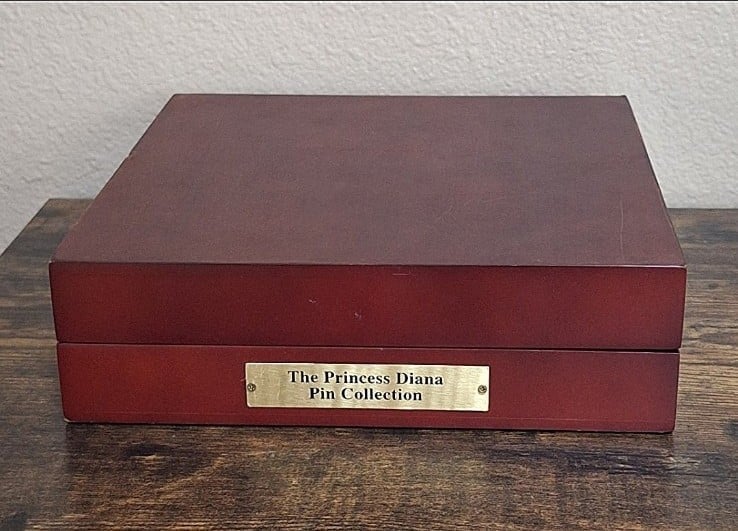 The Princess Diana
Pin Collection